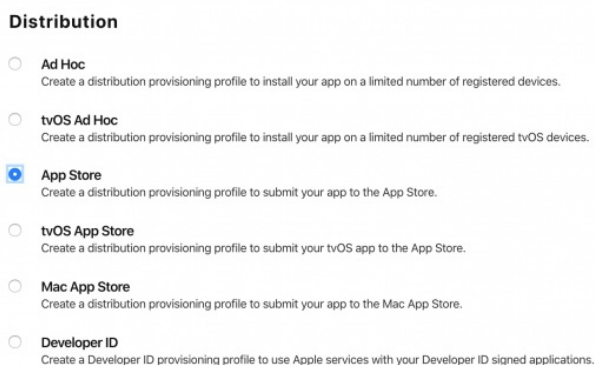 Distribution
Ad Hoc
Create a distribution provisioning profile to install your app on a limited number of registered devices.
tvOS Ad Hoc
Create a distribution provisioning profile to install your app on a limited number of registered tvOS devices.
App Store
Create a distribution provisioning profile to submit your app to the App Store.
tvOS App Store
Create a distribution provisioning profile to submit your tvOS app to the App Store.
Mac App Store
Create a distribution provisioning profile to submit your app to the Mac App Store.
Developer ID
Create a Developer ID provisioning profile to use Apple services with your Developer ID signed applications.